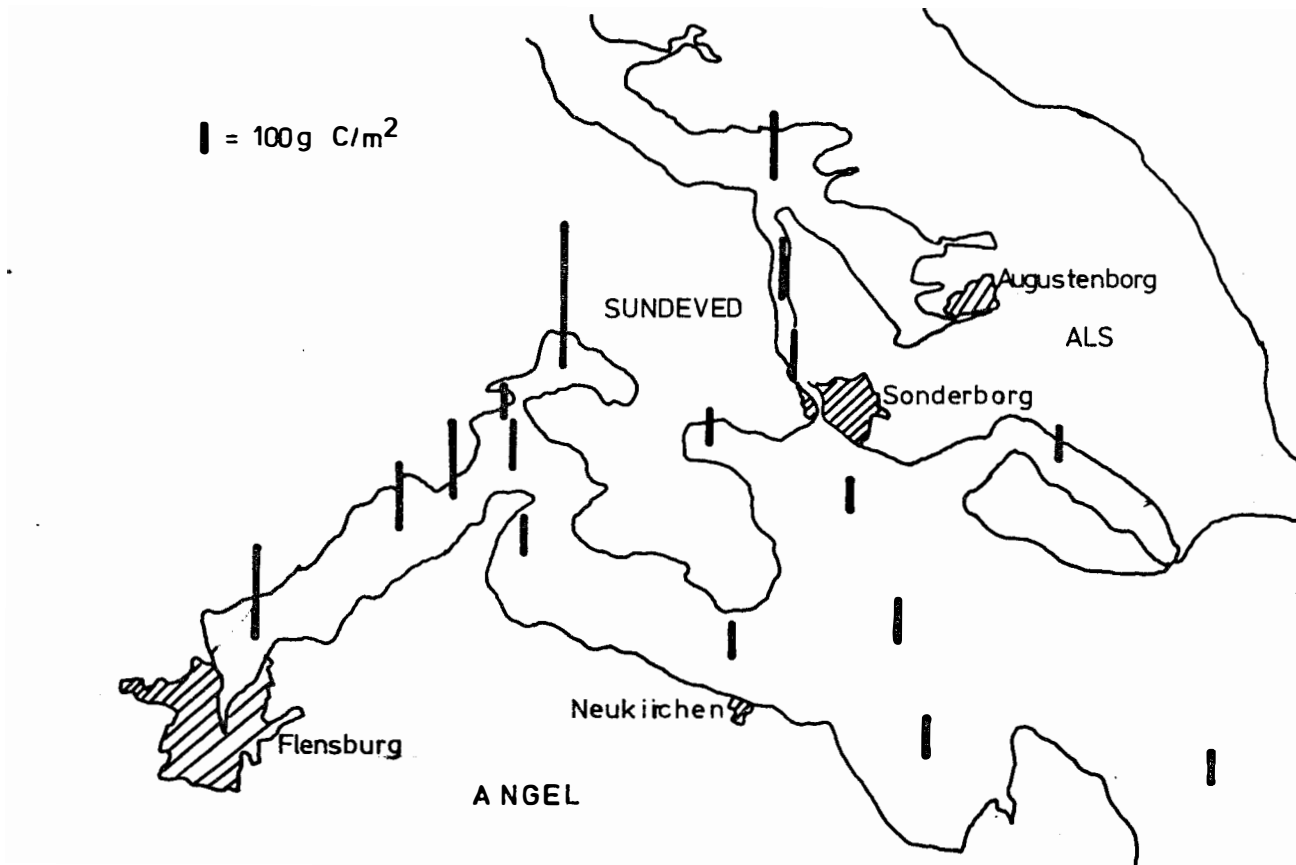 = 100g C/m²
SUNDEVED
Augustenborg
ALS
Sonderborg
Neukirchen
Flensburg
ANGEL